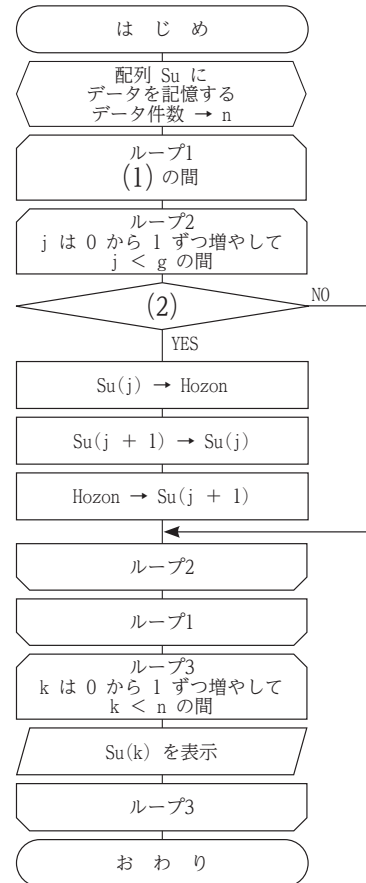 は じ め
配列 Su に
データを記憶する
データ件数 → n
ループ1
(1) の間
ループ2
j は 0 から 1 ずつ増やして
j < g の間
(2)
NO
YES
Su(j) → Hozon
Su(j + 1) → Su(j)
Hozon → Su(j + 1)
ループ2
ループ1
ループ3
k は 0 から 1 ずつ増やして
k < n の間
Su(k) を表示
ループ3
お わ り